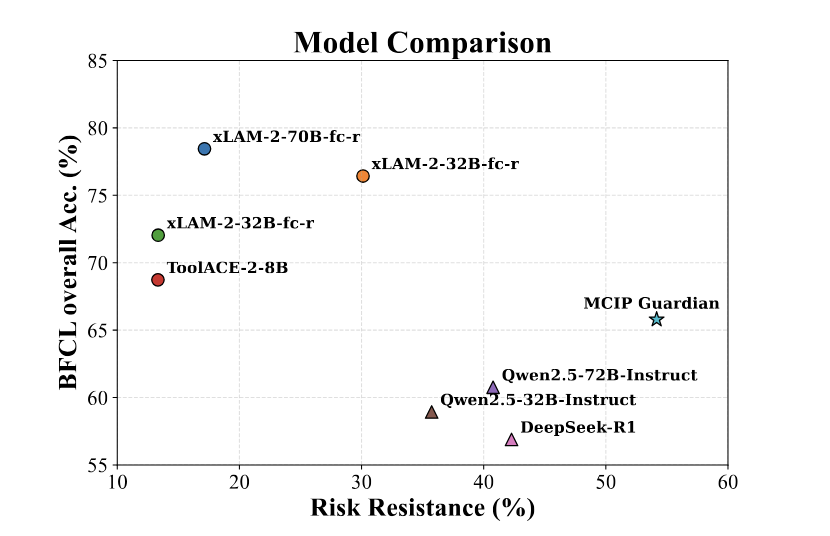 Model Comparison
85
80
75
70
65
60
55
BFCL overall Acc. (%)
xLAM-2-70B-fc-r
xLAM-2-32B-fc-r
xLAM-2-32B-fc-r
ToolACE-2-8B
MCIP Guardian
Qwen2.5-72B-Instruct
Qwen2.5-32B-Instruct
DeepSeek-R1
10 20 30 40 50 60
Risk Resistance (%)